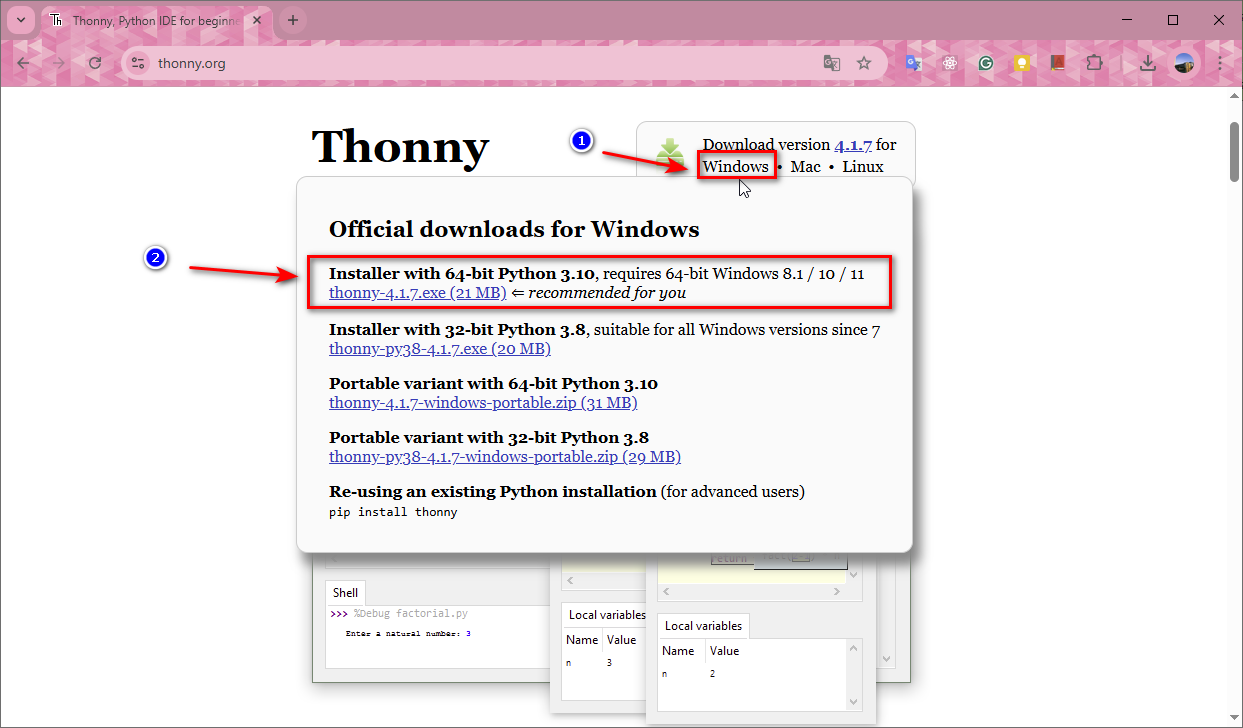 Thonny, Python IDE for beginne
thonny.org
Thonny
1
Download version 4.1.7 for
Windows • Mac • Linux
Official downloads for Windows
2
Installer with 64-bit Python 3.10, requires 64-bit Windows 8.1 / 10 / 11
thonny-4.1.7.exe (21 MB) ⇐ recommended for you
Installer with 32-bit Python 3.8, suitable for all Windows versions since 7
thonny-py38-4.1.7.exe (20 MB)
Portable variant with 64-bit Python 3.10
thonny-4.1.7-windows-portable.zip (31 MB)
Portable variant with 32-bit Python 3.8
thonny-py38-4.1.7-windows-portable.zip (29 MB)
Re-using an existing Python installation (for advanced users)
pip install thonny
return
Shell
>>> %Debug factorial.py
Enter a natural number: 3
Local variables
Name Value
n 3
Local variables
Name Value
n 2